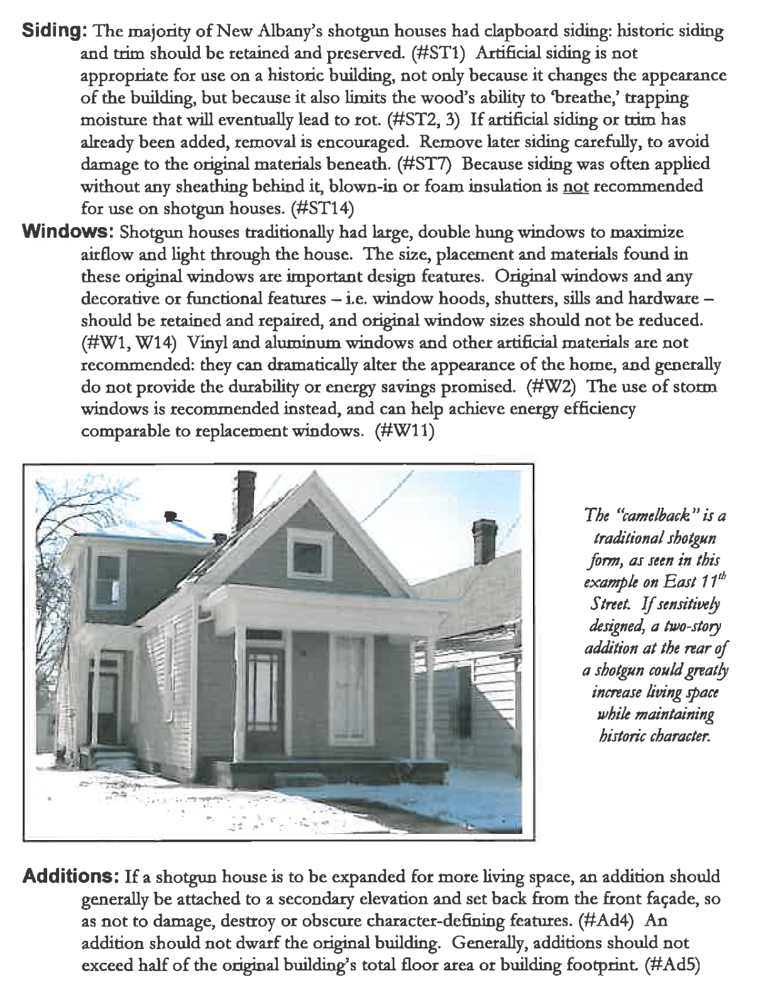 Siding: The majority of New Albany's shotgun houses had clapboard siding: historic siding
and trim should be retained and preserved. (#ST1) Artificial siding is not
appropriate for use on a historic building, not only because it changes the appearance
of the building, but because it also limits the wood's ability to 'breathe,' trapping
moisture that will eventually lead to rot. (#ST2, 3) If artificial siding or trim has
already been added, removal is encouraged. Remove later siding carefully, to avoid
damage to the original materials beneath. (#ST7) Because siding was often applied
without any sheathing behind it, blown-in or foam insulation is not recommended
for use on shotgun houses. (#ST14)
Windows: Shotgun houses traditionally had large, double hung windows to maximize
airflow and light through the house. The size, placement and materials found in
these original windows are important design features. Original windows and any
decorative or functional features – i.e. window hoods, shutters, sills and hardware –
should be retained and repaired, and original window sizes should not be reduced.
(#W1, W14) Vinyl and aluminum windows and other artificial materials are not
recommended: they can dramatically alter the appearance of the home, and generally
do not provide the durability or energy savings promised. (#W2) The use of storm
windows is recommended instead, and can help achieve energy efficiency
comparable to replacement windows. (#W11)
The "camelback" is a
traditional shotgun
form, as seen in this
example on East 11th
Street. If sensitively
designed, a two-story
addition at the rear of
a shotgun could greatly
increase living space
while maintaining
historic character.
Additions: If a shotgun house is to be expanded for more living space, an addition should
generally be attached to a secondary elevation and set back from the front façade, so
as not to damage, destroy or obscure character-defining features. (#Ad4) An
addition should not dwarf the original building. Generally, additions should not
exceed half of the original building's total floor area or building footprint. (#Ad5)